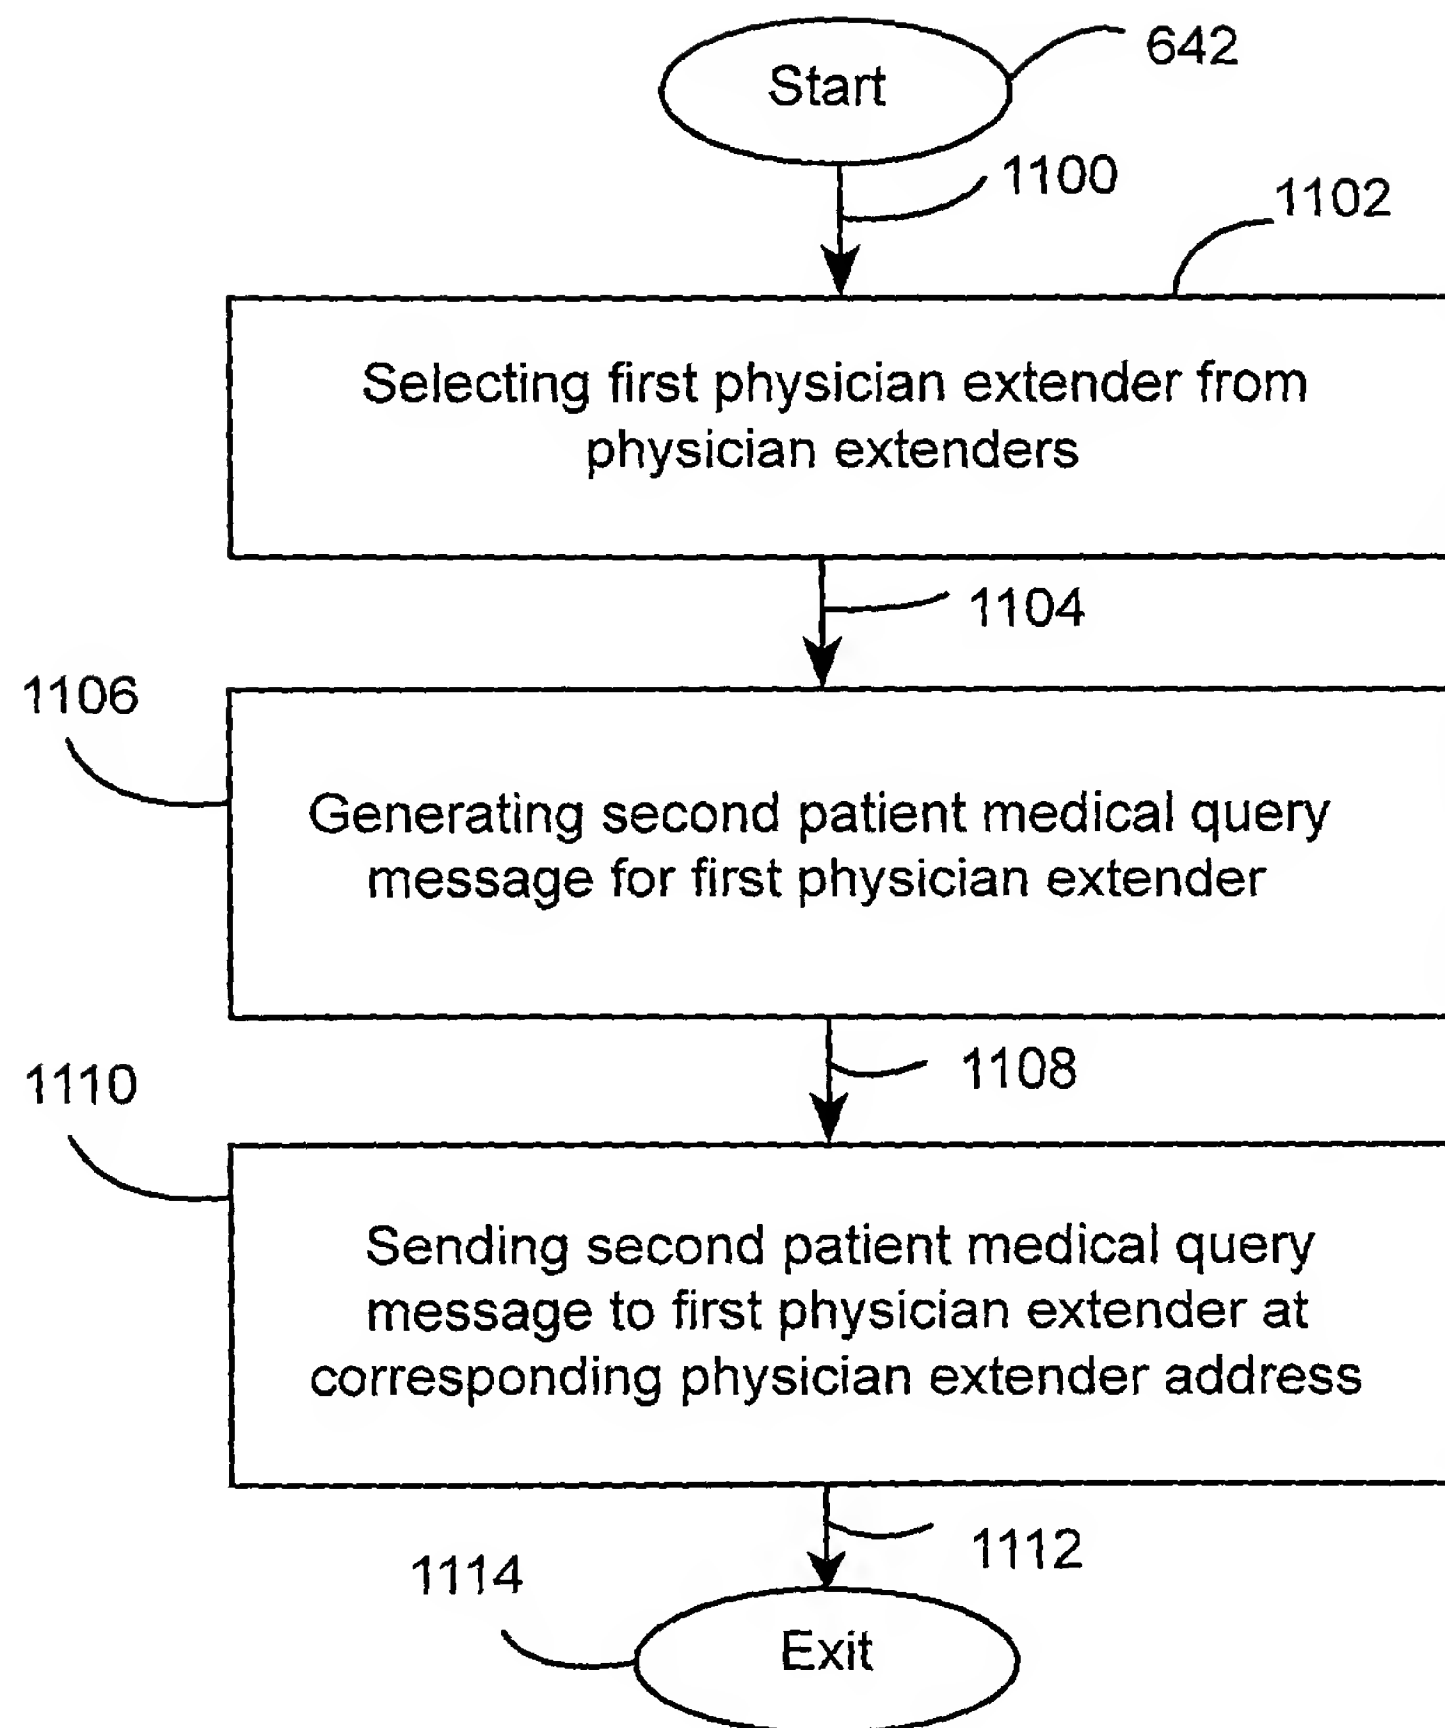 Start
642
1100
1102
Selecting first physician extender from
physician extenders
1104
1106
Generating second patient medical query
message for first physician extender
1108
1110
Sending second patient medical query
message to first physician extender at
corresponding physician extender address
1112
1114
Exit